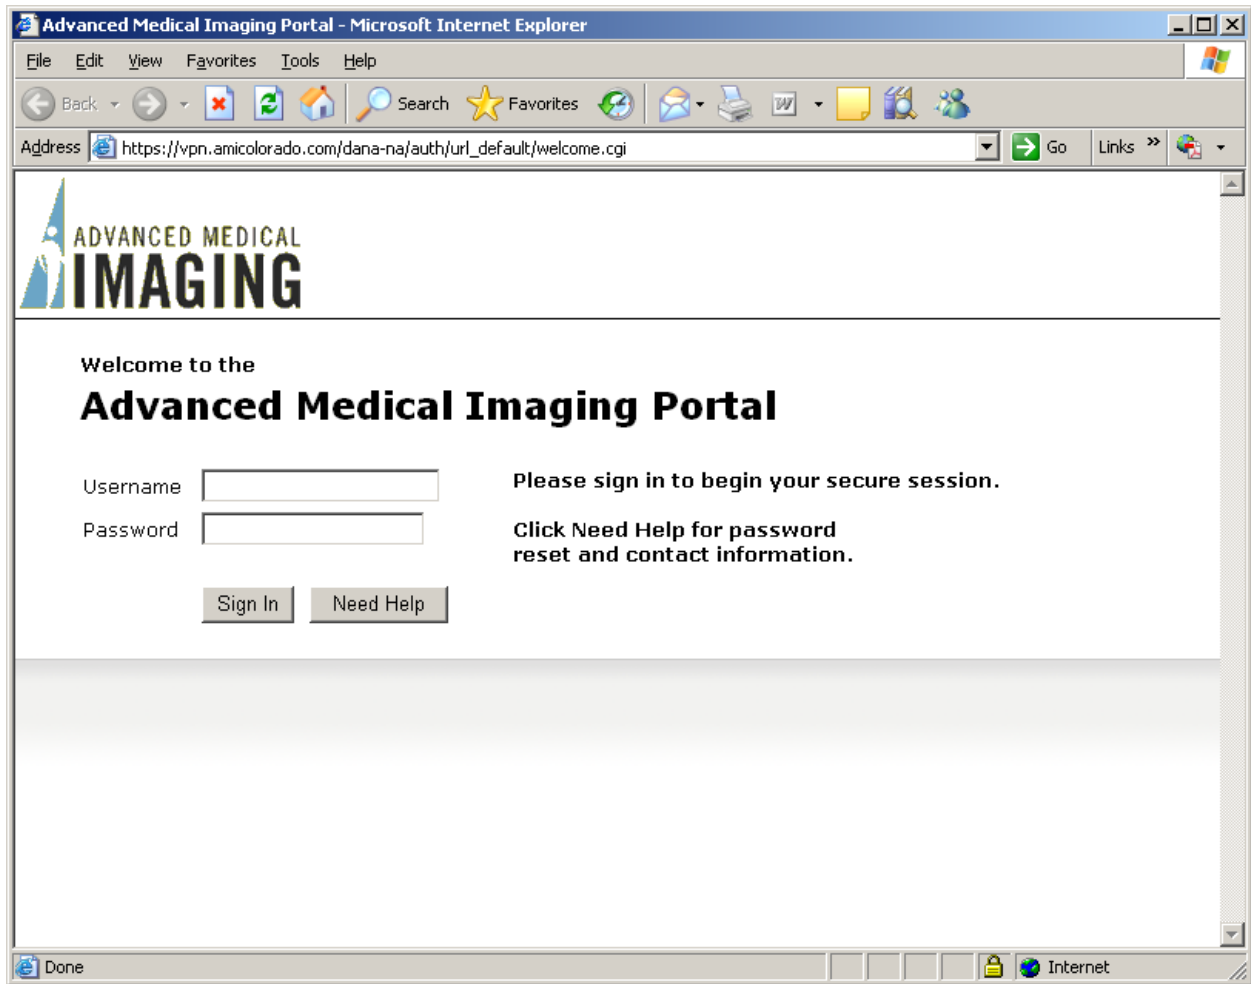 Advanced Medical Imaging Portal - Microsoft Internet Explorer
File Edit View Favorites Tools Help
Back Search Favorites W
Address https://vpn.amicolorado.com/dana-na/auth/url_default/welcome.cgi Go Links »
ADVANCED MEDICAL
IMAGING
Welcome to the
Advanced Medical Imaging Portal
Username
Please sign in to begin your secure session.
Password
Click Need Help for password
reset and contact information.
Sign In Need Help
Done Internet